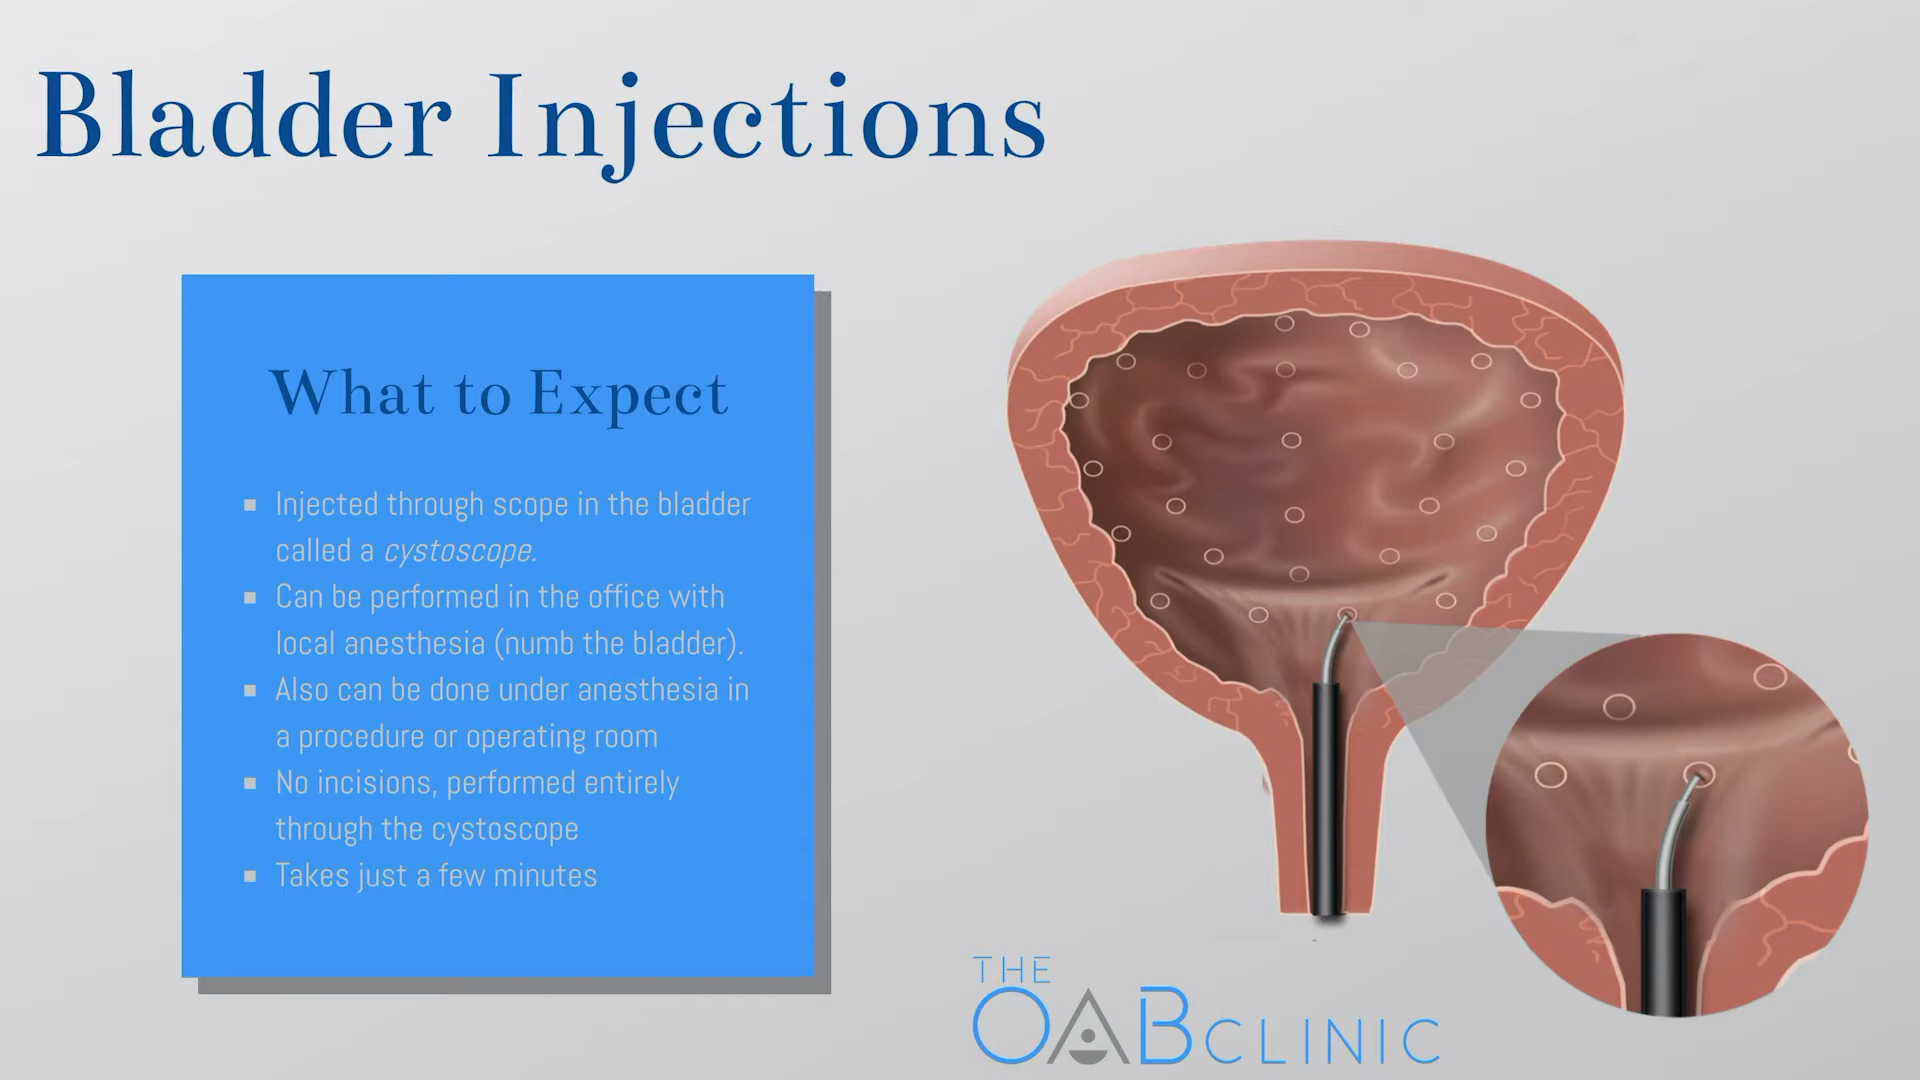 Bladder Injections
What to Expect
Injected through scope in the bladder
called a cystoscope.
Can be performed in the office with
local anesthesia (numb the bladder).
Also can be done under anesthesia in
a procedure or operating room
No incisions, performed entirely
through the cystoscope
Takes just a few minutes
THE
OAB CLINIC